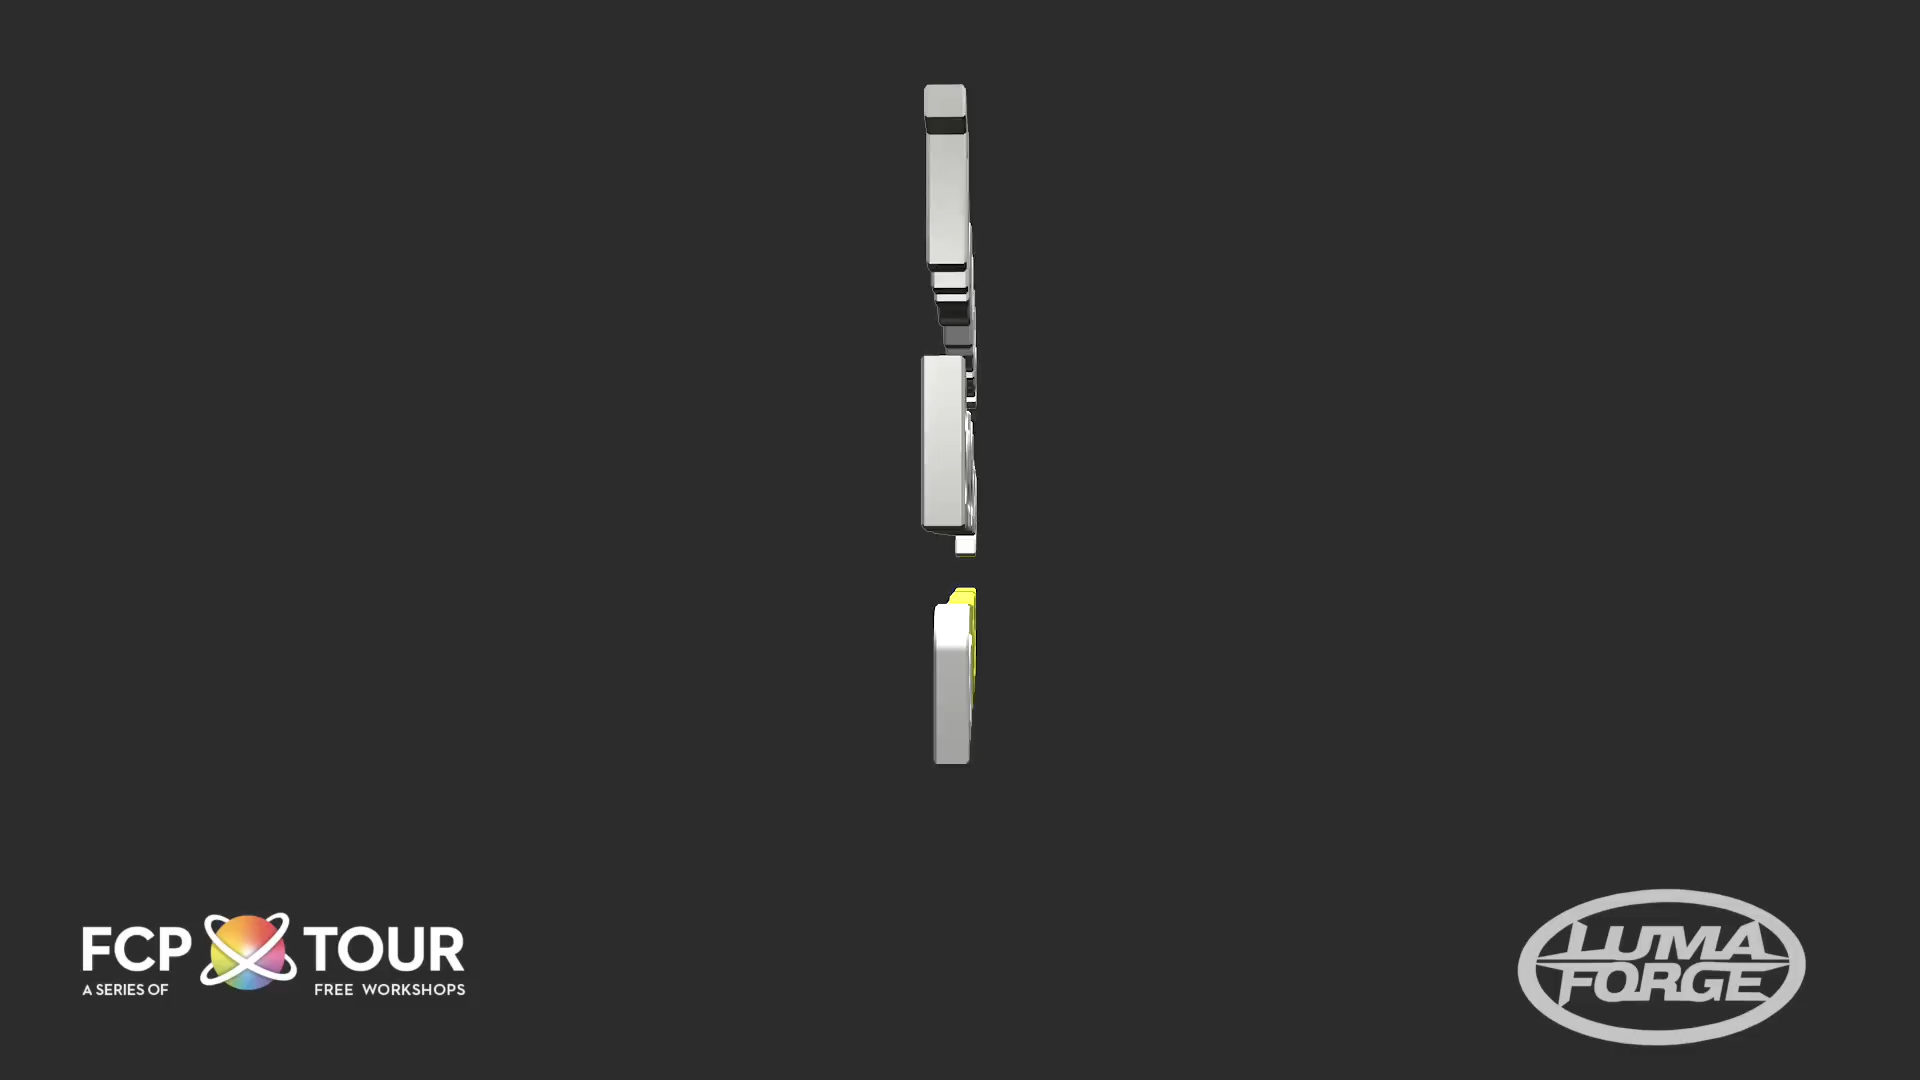 FCP TOUR
A SERIES OF FREE WORKSHOPS
LUMA
FORGE